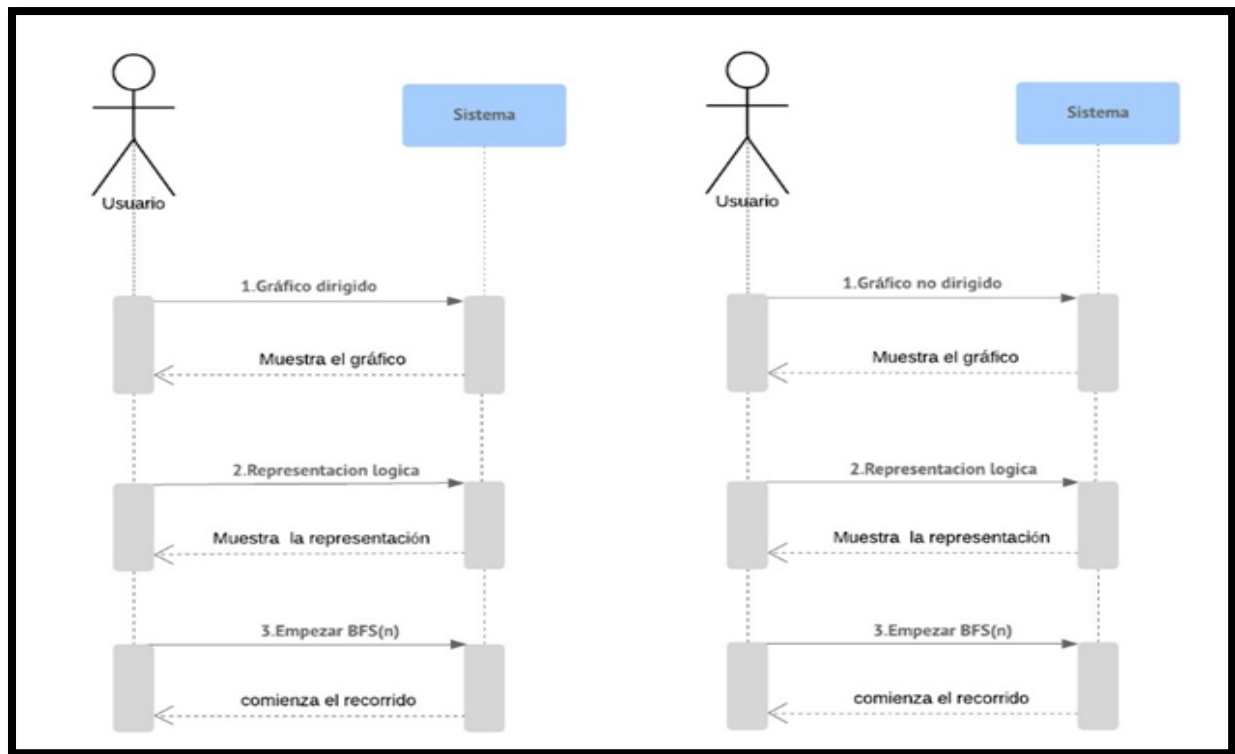 Sistema
Usuario
1.Gráfico dirigido
Muestra el gráfico
2.Representacion logica
Muestra la representación
3.Empezar BFS(n)
comienza el recorrido
Sistema
Usuario
1.Gráfico no dirigido
Muestra el gráfico
2.Representacion logica
Muestra la representación
3.Empezar BFS(n)
comienza el recorrido